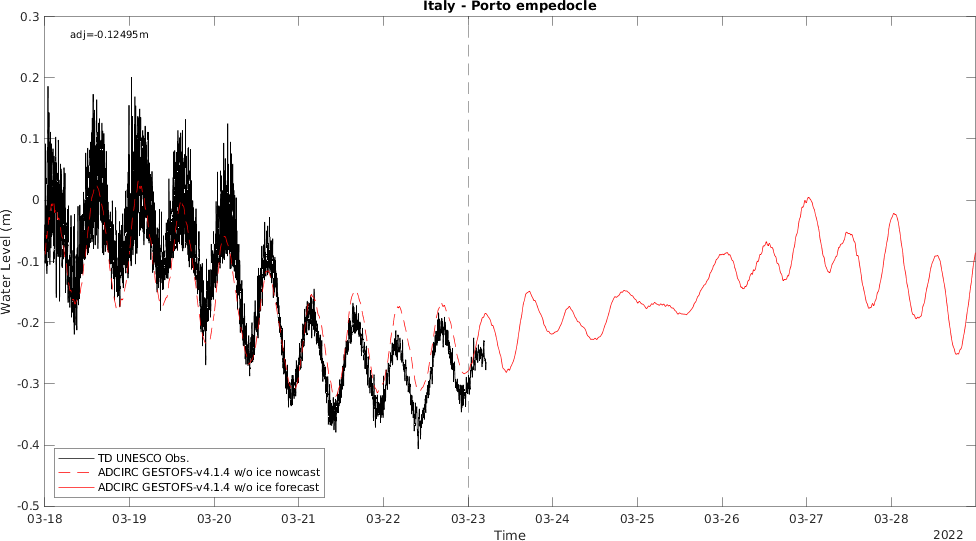 Italy - Porto empedocle
adj=-0.12495m
0.3
0.2
0.1
0
-0.1
-0.2
-0.3
-0.4
-0.5
Water Level (m)
TD UNESCO Obs.
ADCIRC GESTOFS-v4.1.4 w/o ice nowcast
ADCIRC GESTOFS-v4.1.4 w/o ice forecast
03-18 03-19 03-20 03-21 03-22 03-23 03-24 03-25 03-26 03-27 03-28
Time
2022